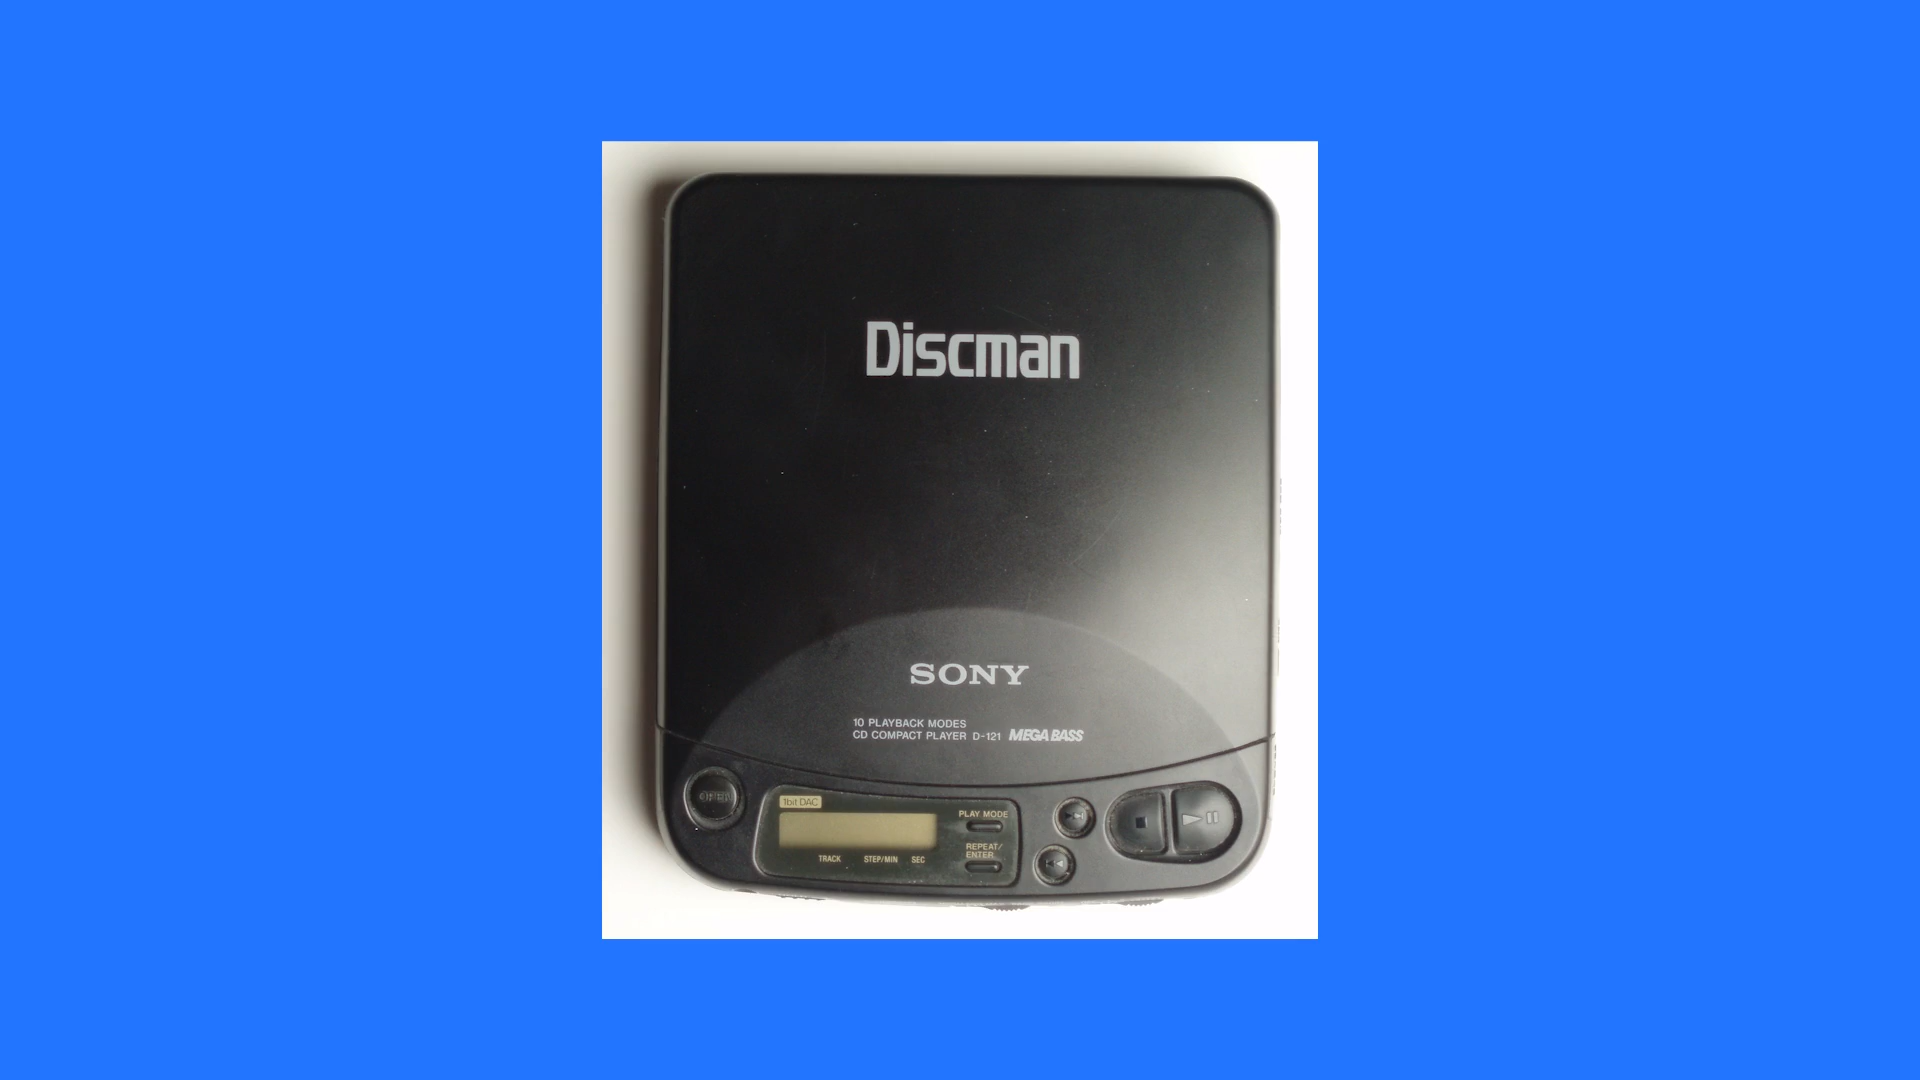 Discman
SONY
10 PLAYBACK MODES
CD COMPACT PLAYER D-121 MEGA BASS
OPEN
1bit DAC
PLAY MODE
REPEAT/
ENTER
TRACK STEP/MIN SEC